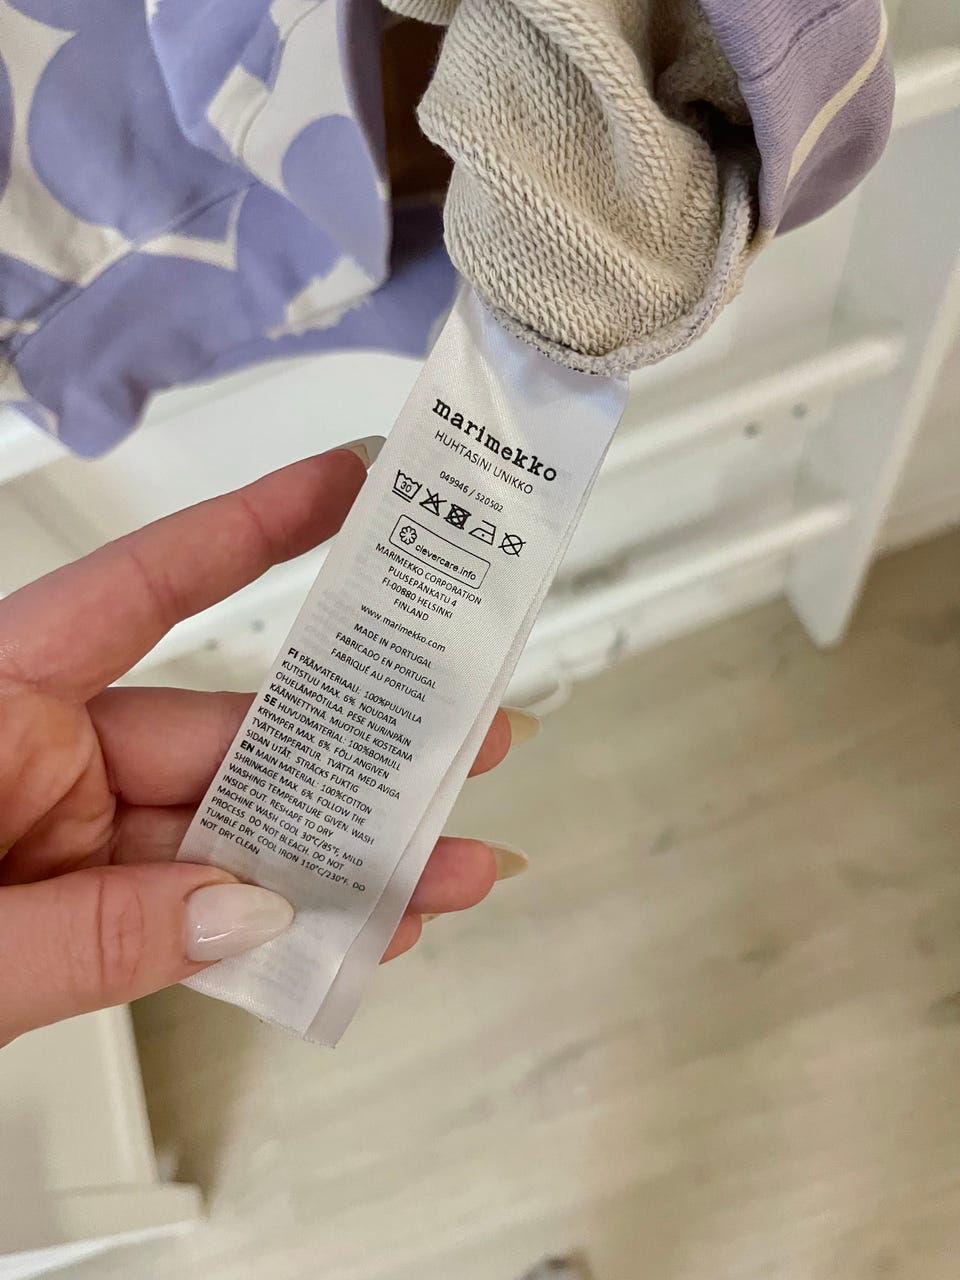 marimekko
HUHTASINI UNIKKO
049946 / 520502
30
clevercare.info
MARIMEKKO CORPORATION
PUUSEPÄNKATU 4
FI-00880 HELSINKI
FINLAND
www.marimekko.com
MADE IN PORTUGAL
FABRICADO EN PORTUGAL
FABRIQUÉ AU PORTUGAL
FI PÄÄMATERIAALI: 100%PUUVILLA
KUTISTUU MAX. 6%. NOUDATA
OHJELÄMPÖTILAA. PESE NURINPÄIN
KÄÄNNETTYNÄ. MUOTOILE KOSTEANA
SE HUVUDMATERIAL: 100%BOMULL
KRYMPER MAX. 6%. FÖLJ ANGIVEN
TVÄTTEMPERATUR. TVÄTTA MED AVIGA
SIDAN UTÅT. STRÄCKS FUKTIG
EN MAIN MATERIAL: 100%COTTON
SHRINKAGE MAX. 6%. FOLLOW THE
WASHING TEMPERATURE GIVEN. WASH
INSIDE OUT. RESHAPE TO DRY
MACHINE WASH COOL 30°C/85°F, MILD
PROCESS. DO NOT BLEACH. DO NOT
TUMBLE DRY. COOL IRON 110°C/230°F. DO
NOT DRY CLEAN